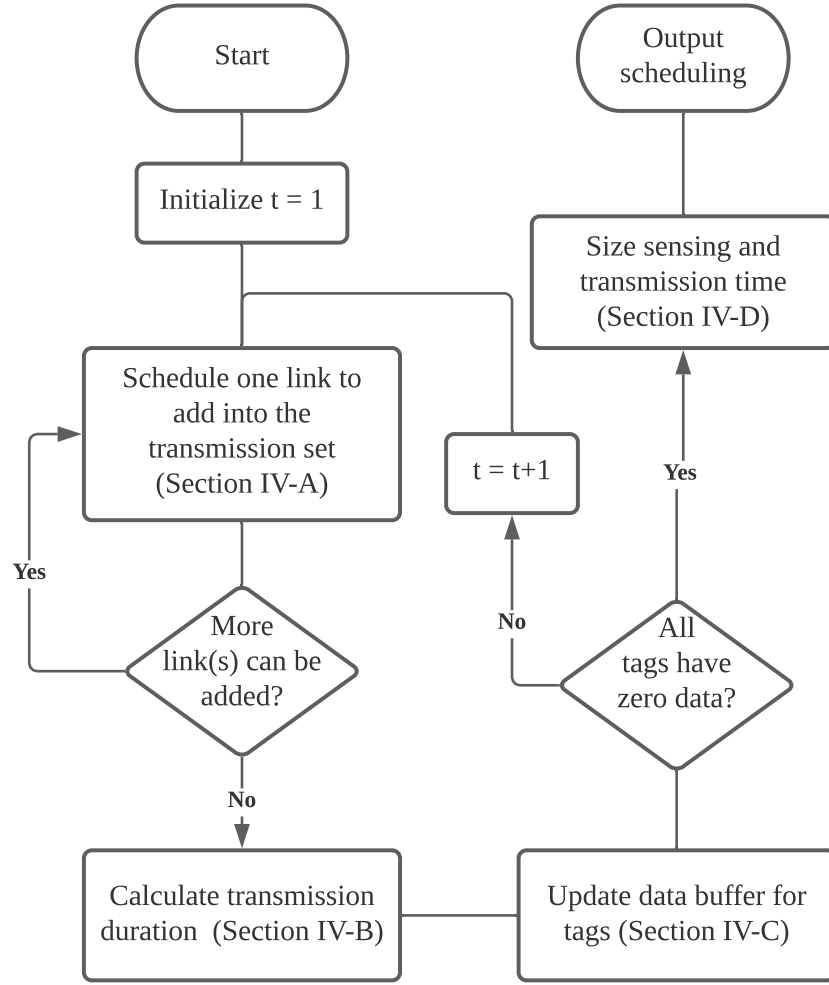 Start
Initialize t = 1
Schedule one link to
add into the
transmission set
(Section IV-A)
Yes
More
link(s) can be
added?
No
Calculate transmission
duration (Section IV-B)
Update data buffer for
tags (Section IV-C)
All
tags have
zero data?
No
t = t+1
Yes
Size sensing and
transmission time
(Section IV-D)
Output
scheduling